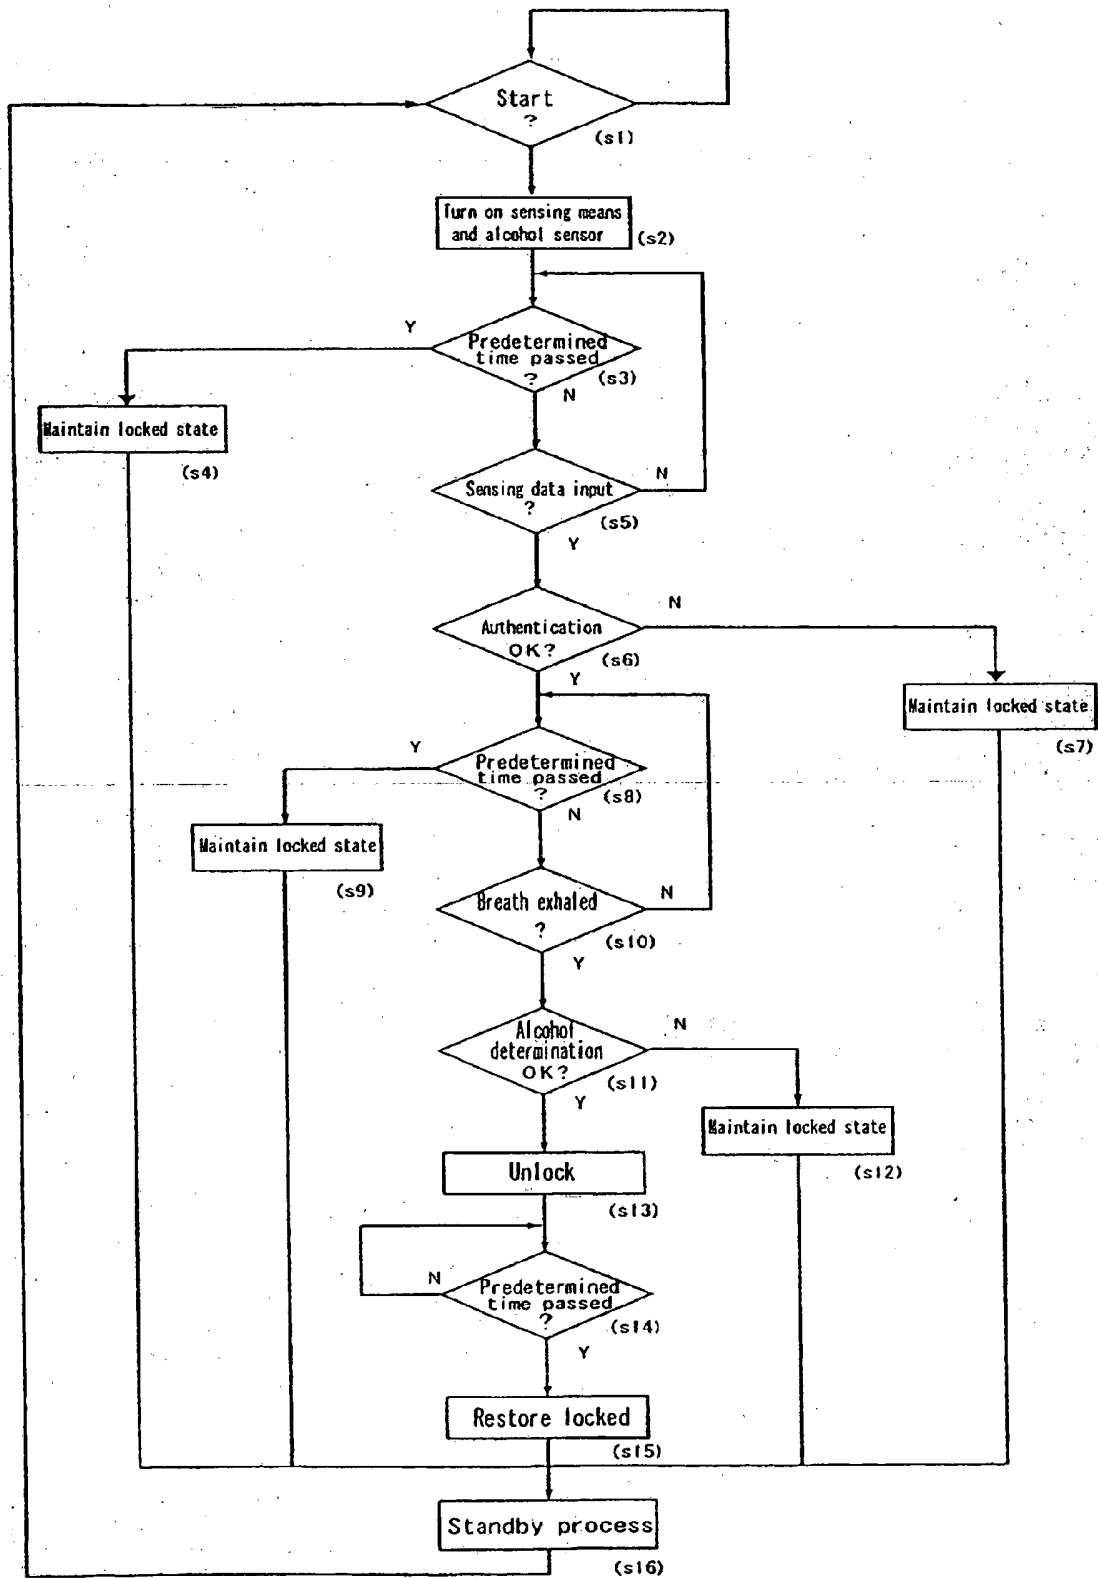 Start
?
(s1)
Turn on sensing means
and alcohol sensor
(s2)
Y
Predetermined
time passed
?
(s3)
N
Maintain locked state
(s4)
Sensing data input
?
N
(s5)
Y
Authentication
OK?
N
(s6)
Y
Maintain locked state
(s7)
Y
Predetermined
time passed
?
(s8)
N
Maintain locked state
(s9)
Breath exhaled
?
N
(s10)
Y
Alcohol
determination
OK?
N
(s11)
Y
Maintain locked state
(s12)
Unlock
(s13)
N
Predetermined
time passed
?
(s14)
Y
Restore locked
(s15)
Standby process
(s16)